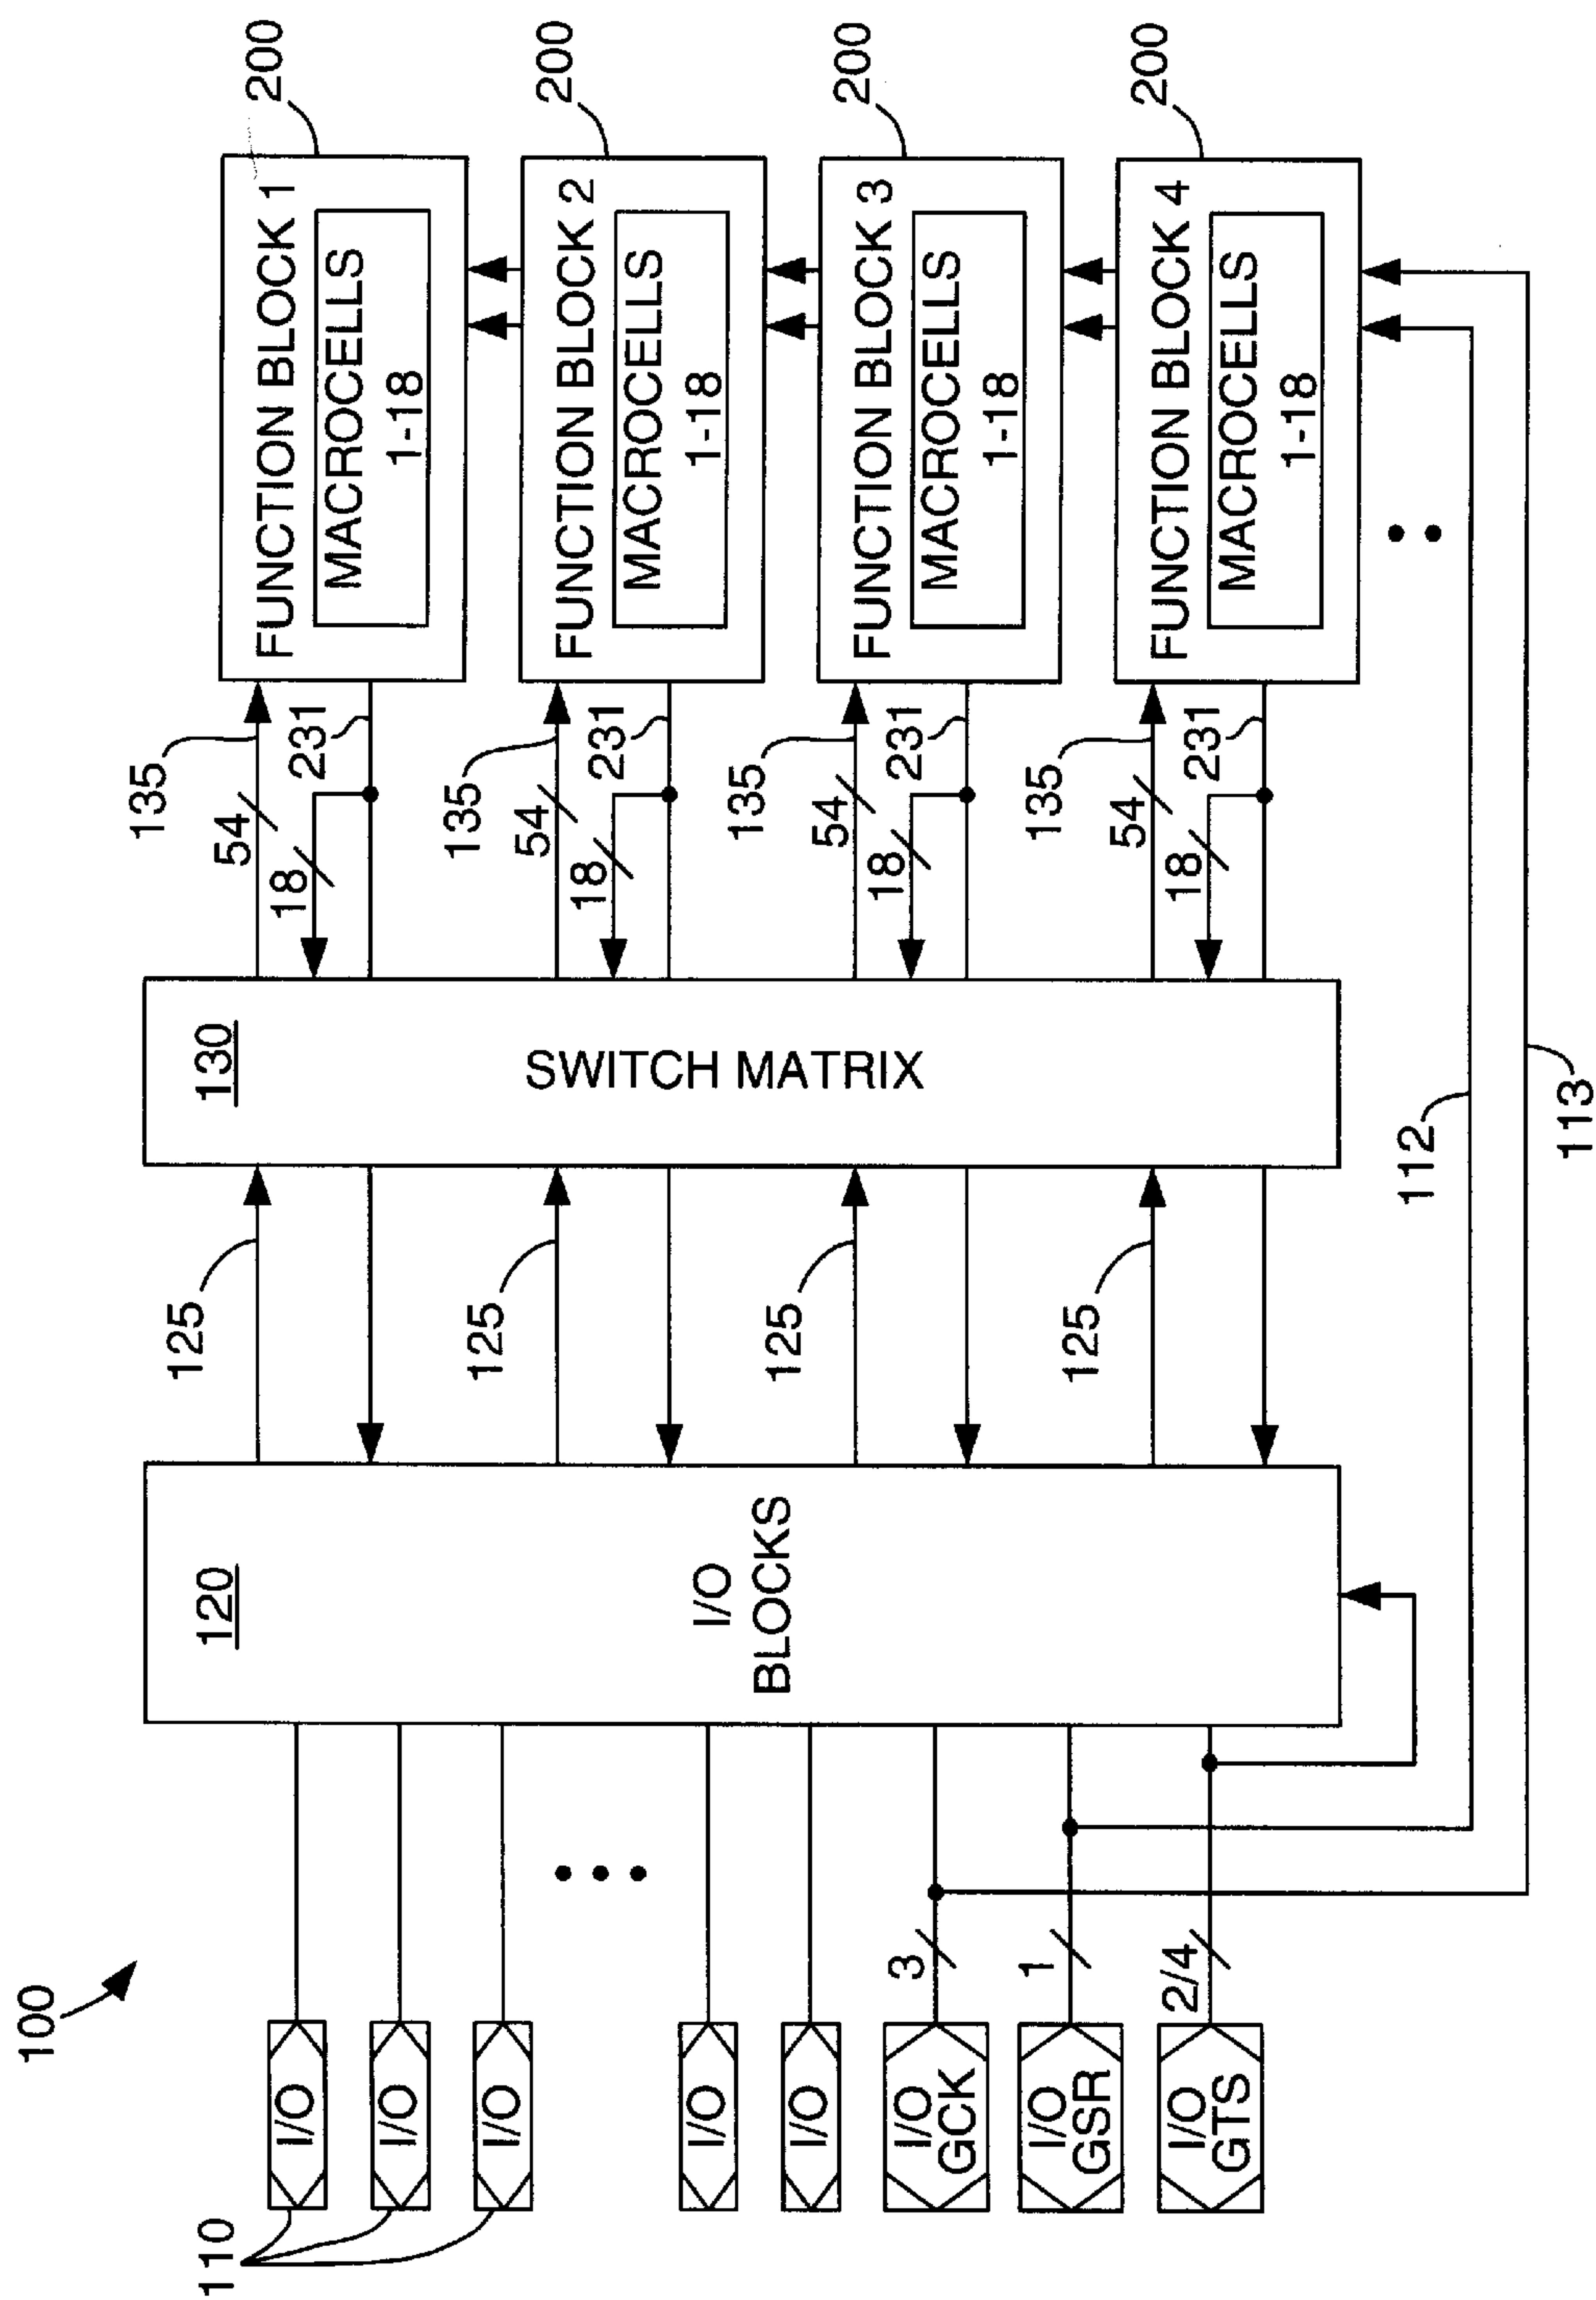 100
110
I/O
I/O
I/O
I/O
I/O
I/O
GCK
I/O
GSR
I/O
GTS
3
1
2/4
120
I/O
BLOCKS
125
125
125
125
130
SWITCH MATRIX
112
113
135
54
18
231
135
54
18
231
135
54
18
231
135
54
18
231
FUNCTION BLOCK 1
MACROCELLS
1-18
200
FUNCTION BLOCK 2
MACROCELLS
1-18
200
FUNCTION BLOCK 3
MACROCELLS
1-18
200
FUNCTION BLOCK 4
MACROCELLS
1-18
200